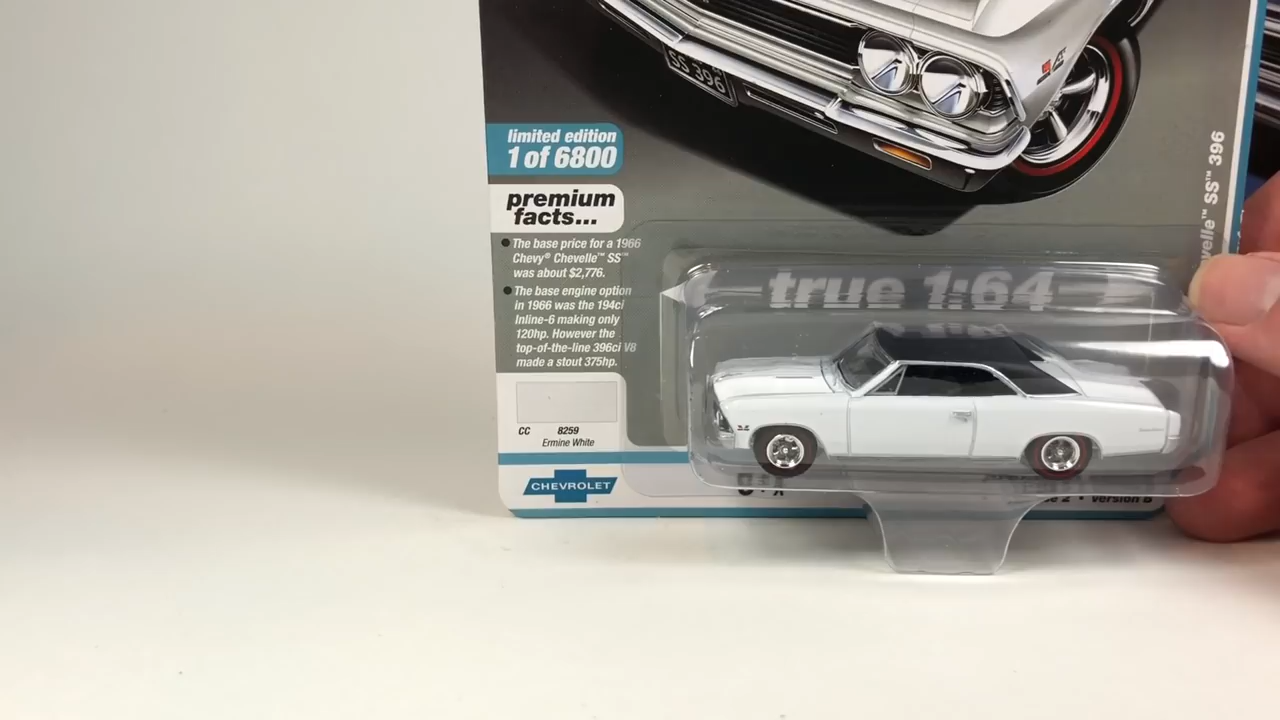 SS 396
limited edition
1 of 6800
premium
facts...
The base price for a 1966
Chevy® Chevelle™ SS™
was about $2,776.
The base engine option
in 1966 was the 194ci
Inline-6 making only
120hp. However the
top-of-the-line 396ci V8
made a stout 375hp.
true 1:64
velle™ SS™ 396
CC 8259
Ermine White
CHEVROLET
2 • Version B